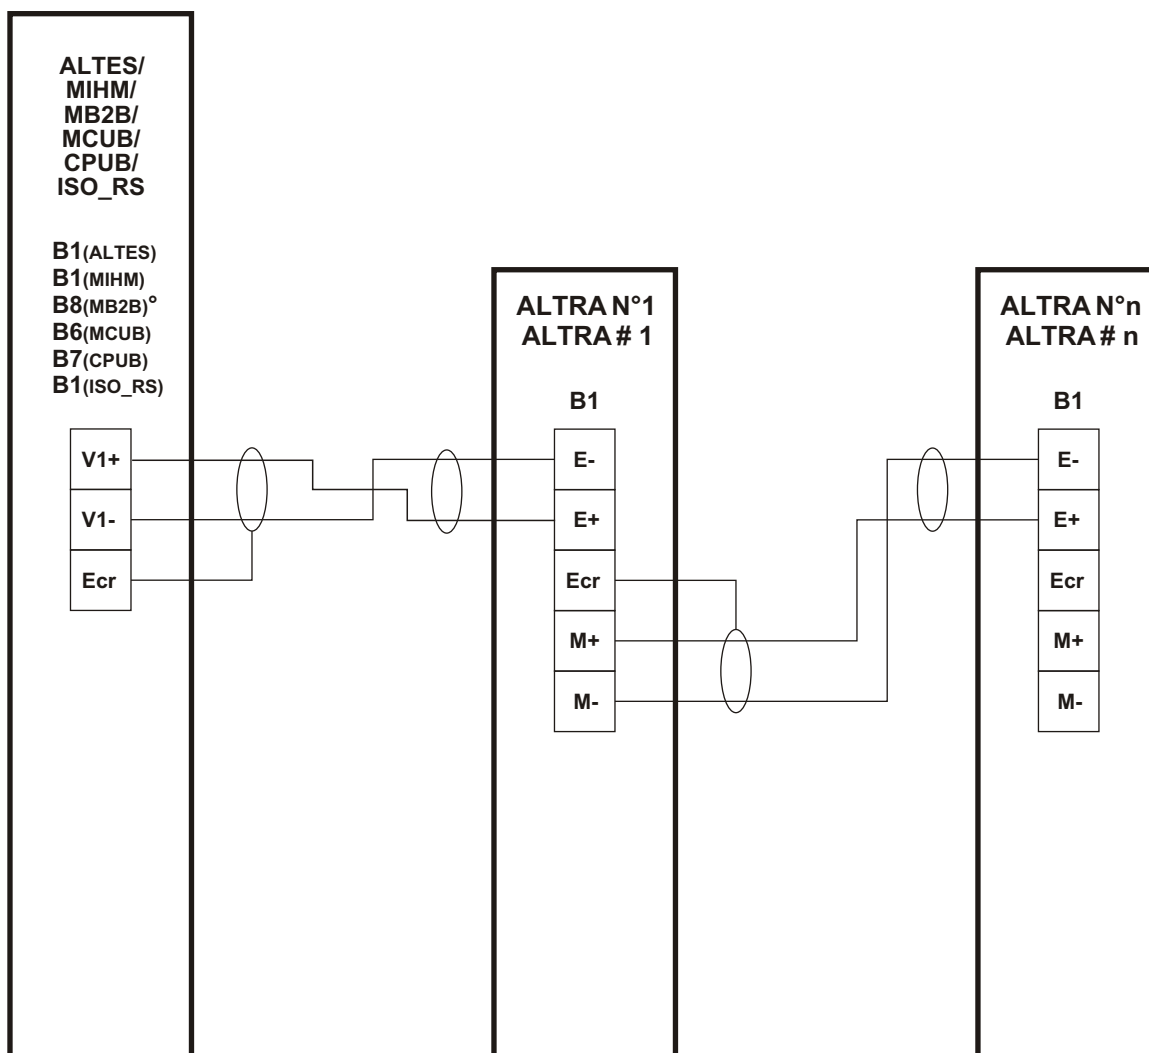 ALTES/
MIHM/
MB2B/
MCUB/
CPUB/
ISO_RS
B1(ALTES)
B1(MIHM)
B8(MB2B)°
B6(MCUB)
B7(CPUB)
B1(ISO_RS)
V1+
V1-
Ecr
ALTRA N°1
ALTRA # 1
B1
E-
E+
Ecr
M+
M-
ALTRA N°n
ALTRA # n
B1
E-
E+
Ecr
M+
M-